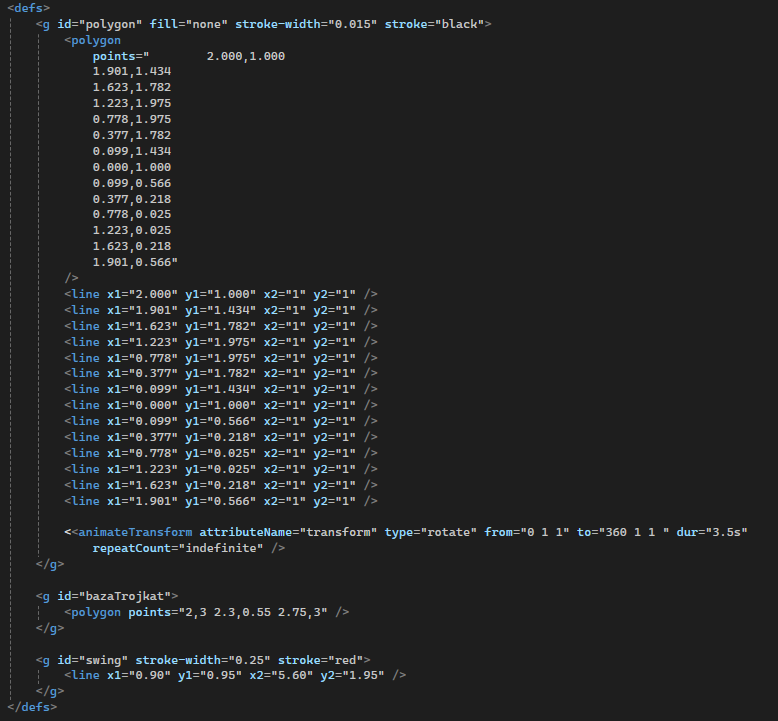 <defs>
<g id="polygon" fill="none" stroke-width="0.015" stroke="black">
<polygon
points=" 2.000,1.000
1.901,1.434
1.623,1.782
1.223,1.975
0.778,1.975
0.377,1.782
0.099,1.434
0.000,1.000
0.099,0.566
0.377,0.218
0.778,0.025
1.223,0.025
1.623,0.218
1.901,0.566"
/>
<line x1="2.000" y1="1.000" x2="1" y2="1" />
<line x1="1.901" y1="1.434" x2="1" y2="1" />
<line x1="1.623" y1="1.782" x2="1" y2="1" />
<line x1="1.223" y1="1.975" x2="1" y2="1" />
<line x1="0.778" y1="1.975" x2="1" y2="1" />
<line x1="0.377" y1="1.782" x2="1" y2="1" />
<line x1="0.099" y1="1.434" x2="1" y2="1" />
<line x1="0.000" y1="1.000" x2="1" y2="1" />
<line x1="0.099" y1="0.566" x2="1" y2="1" />
<line x1="0.377" y1="0.218" x2="1" y2="1" />
<line x1="0.778" y1="0.025" x2="1" y2="1" />
<line x1="1.223" y1="0.025" x2="1" y2="1" />
<line x1="1.623" y1="0.218" x2="1" y2="1" />
<line x1="1.901" y1="0.566" x2="1" y2="1" />
<<animateTransform attributeName="transform" type="rotate" from="0 1 1" to="360 1 1 " dur="3.5s"
repeatCount="indefinite" />
</g>
<g id="bazaTrojkat">
<polygon points="2,3 2.3,0.55 2.75,3" />
</g>
<g id="swing" stroke-width="0.25" stroke="red">
<line x1="0.90" y1="0.95" x2="5.60" y2="1.95" />
</g>
</defs>